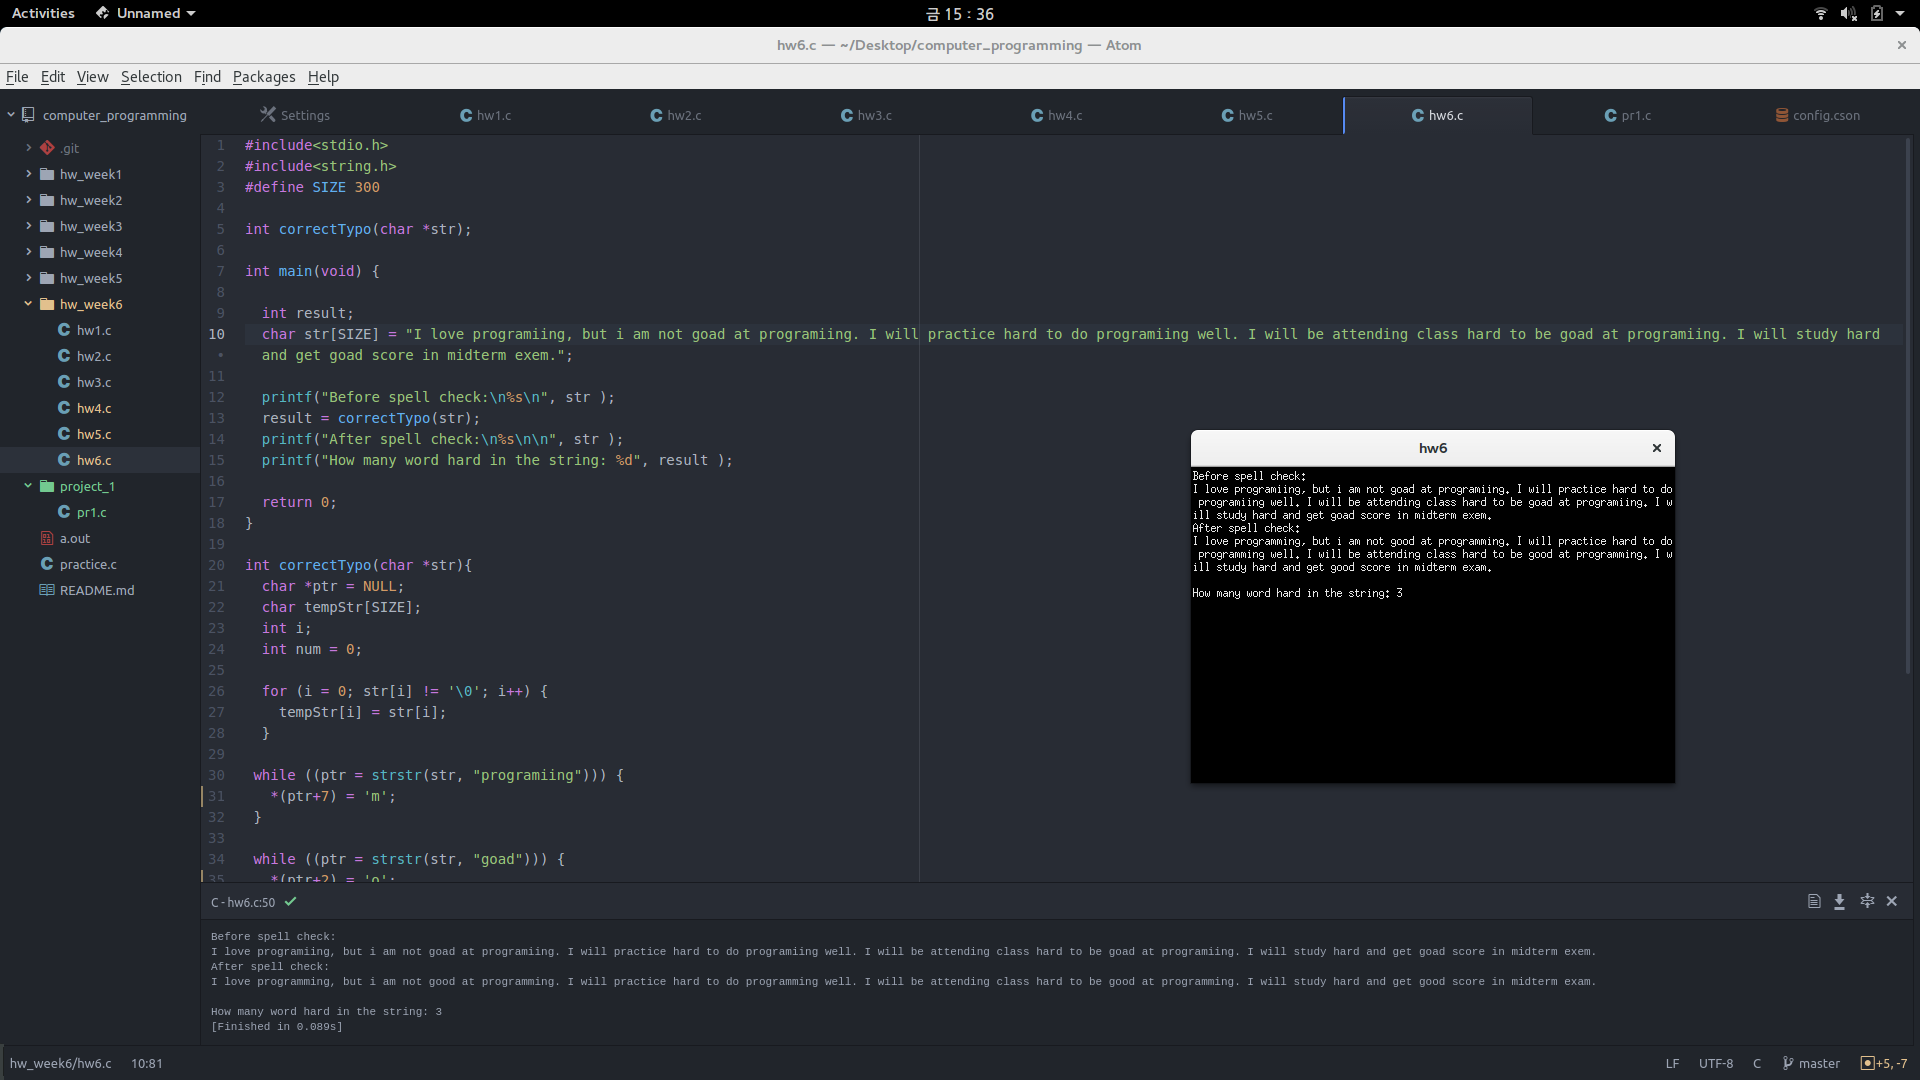 Activities Unnamed 금 15 : 36
hw6.c — ~/Desktop/computer_programming — Atom
File Edit View Selection Find Packages Help
computer_programming
.git
hw_week1
hw_week2
hw_week3
hw_week4
hw_week5
hw_week6
hw1.c
hw2.c
hw3.c
hw4.c
hw5.c
hw6.c
project_1
pr1.c
a.out
practice.c
README.md
Settings hw1.c hw2.c hw3.c hw4.c hw5.c hw6.c pr1.c config.cson
1 #include<stdio.h>
2 #include<string.h>
3 #define SIZE 300
4
5 int correctTypo(char *str);
6
7 int main(void) {
8
9 int result;
10 char str[SIZE] = "I love programiing, but i am not goad at programiing. I will practice hard to do programiing well. I will be attending class hard to be goad at programiing. I will study hard
• and get goad score in midterm exem.";
11
12 printf("Before spell check:\n%s\n", str );
13 result = correctTypo(str);
14 printf("After spell check:\n%s\n\n", str );
15 printf("How many word hard in the string: %d", result );
16
17 return 0;
18 }
19
20 int correctTypo(char *str){
21 char *ptr = NULL;
22 char tempStr[SIZE];
23 int i;
24 int num = 0;
25
26 for (i = 0; str[i] != '\0'; i++) {
27 tempStr[i] = str[i];
28 }
29
30 while ((ptr = strstr(str, "programiing"))) {
31 *(ptr+7) = 'm';
32 }
33
34 while ((ptr = strstr(str, "goad"))) {
35 *(ptr+2) = 'o';
hw6
Before spell check:
I love programiing, but i am not goad at programiing. I will practice hard to do
programiing well. I will be attending class hard to be goad at programiing. I w
ill study hard and get goad score in midterm exem.
After spell check:
I love programming, but i am not good at programming. I will practice hard to do
programming well. I will be attending class hard to be good at programming. I w
ill study hard and get good score in midterm exam.
How many word hard in the string: 3
C - hw6.c:50
Before spell check:
I love programiing, but i am not goad at programiing. I will practice hard to do programiing well. I will be attending class hard to be goad at programiing. I will study hard and get goad score in midterm exem.
After spell check:
I love programming, but i am not good at programming. I will practice hard to do programming well. I will be attending class hard to be good at programming. I will study hard and get good score in midterm exam.
How many word hard in the string: 3
[Finished in 0.089s]
hw_week6/hw6.c 10:81 LF UTF-8 C master +5, -7